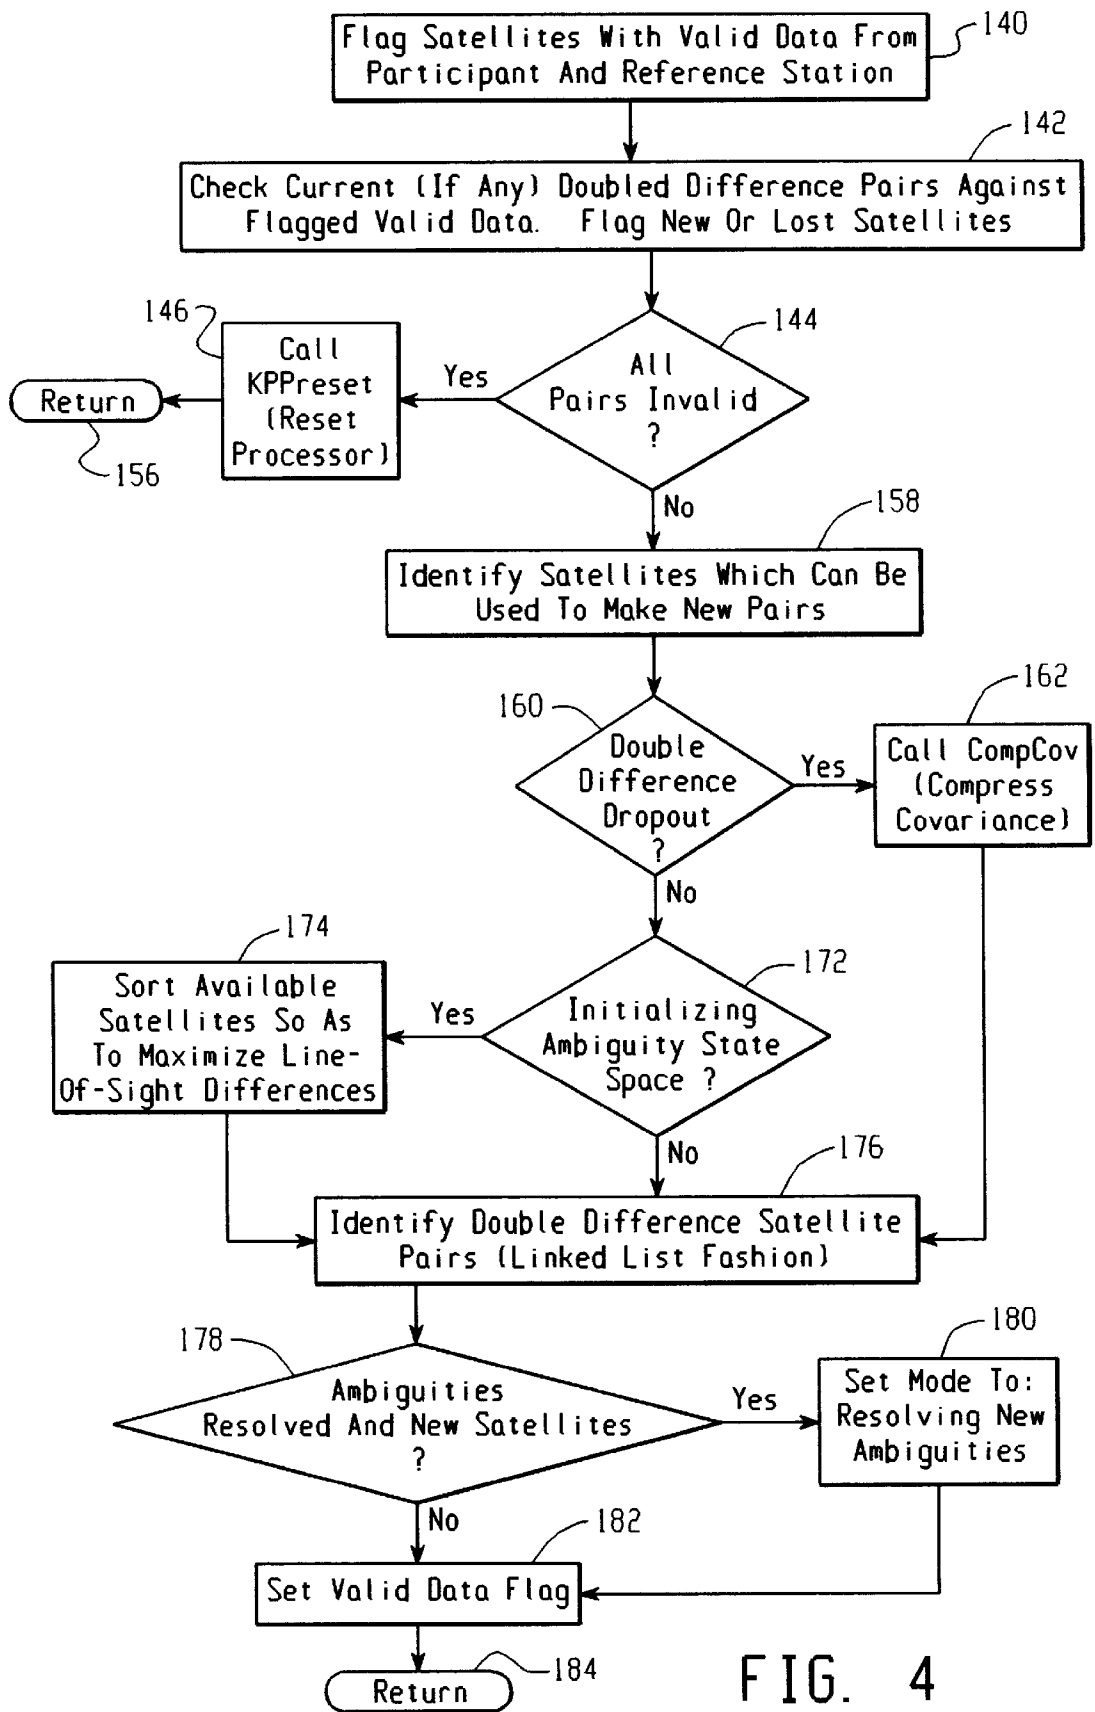 Flag Satellites With Valid Data From
Participant And Reference Station
140
142
Check Current (If Any) Doubled Difference Pairs Against
Flagged Valid Data. Flag New Or Lost Satellites
146
144
Call
KPPreset
(Reset
Processor)
Return
156
Yes
All
Pairs Invalid
?
No
158
Identify Satellites Which Can Be
Used To Make New Pairs
160
162
Double
Difference
Dropout
?
Yes
Call CompCov
(Compress
Covariance)
No
174
172
Sort Available
Satellites So As
To Maximize Line-
Of-Sight Differences
Yes
Initializing
Ambiguity State
Space ?
No
176
Identify Double Difference Satellite
Pairs (Linked List Fashion)
178
180
Ambiguities
Resolved And New Satellites
?
Yes
Set Mode To:
Resolving New
Ambiguities
No
182
Set Valid Data Flag
184
Return
FIG. 4